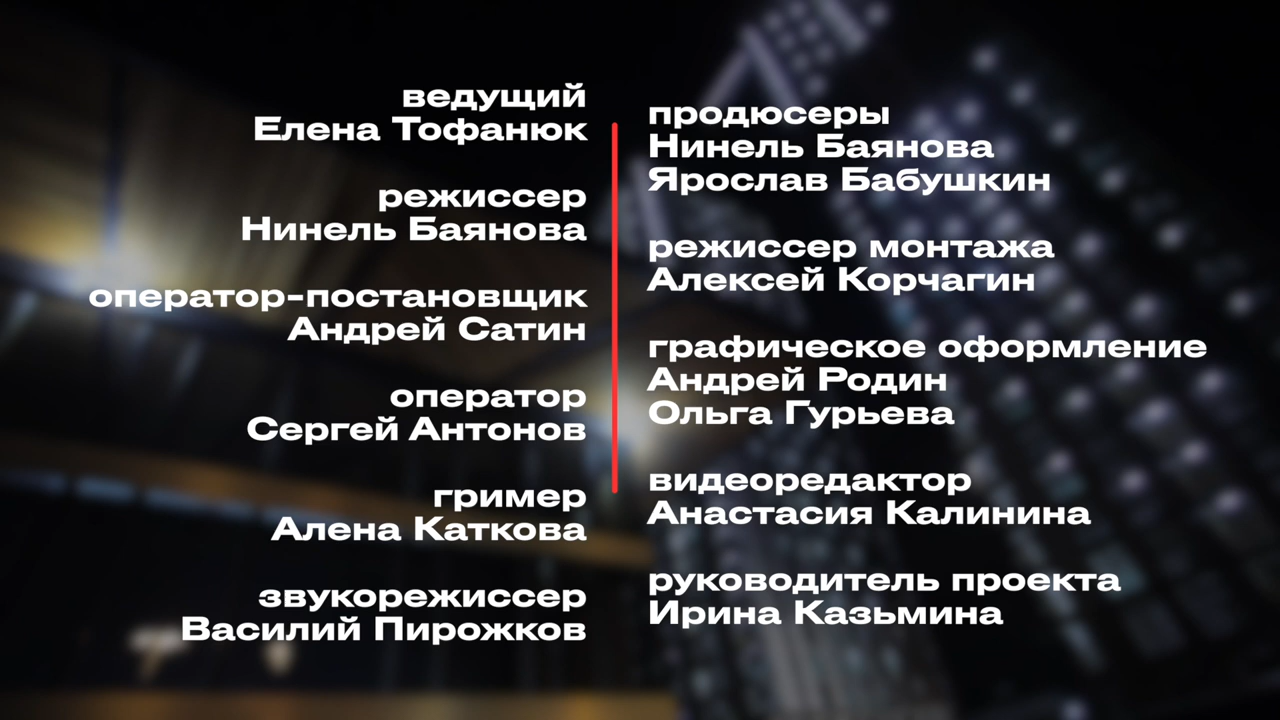 ведущий
Елена Тофанюк
режиссер
Нинель Баянова
оператор-постановщик
Андрей Сатин
оператор
Сергей Антонов
гример
Алена Каткова
звукорежиссер
Василий Пирожков
продюсеры
Нинель Баянова
Ярослав Бабушкин
режиссер монтажа
Алексей Корчагин
графическое оформление
Андрей Родин
Ольга Гурьева
видеоредактор
Анастасия Калинина
руководитель проекта
Ирина Казьмина